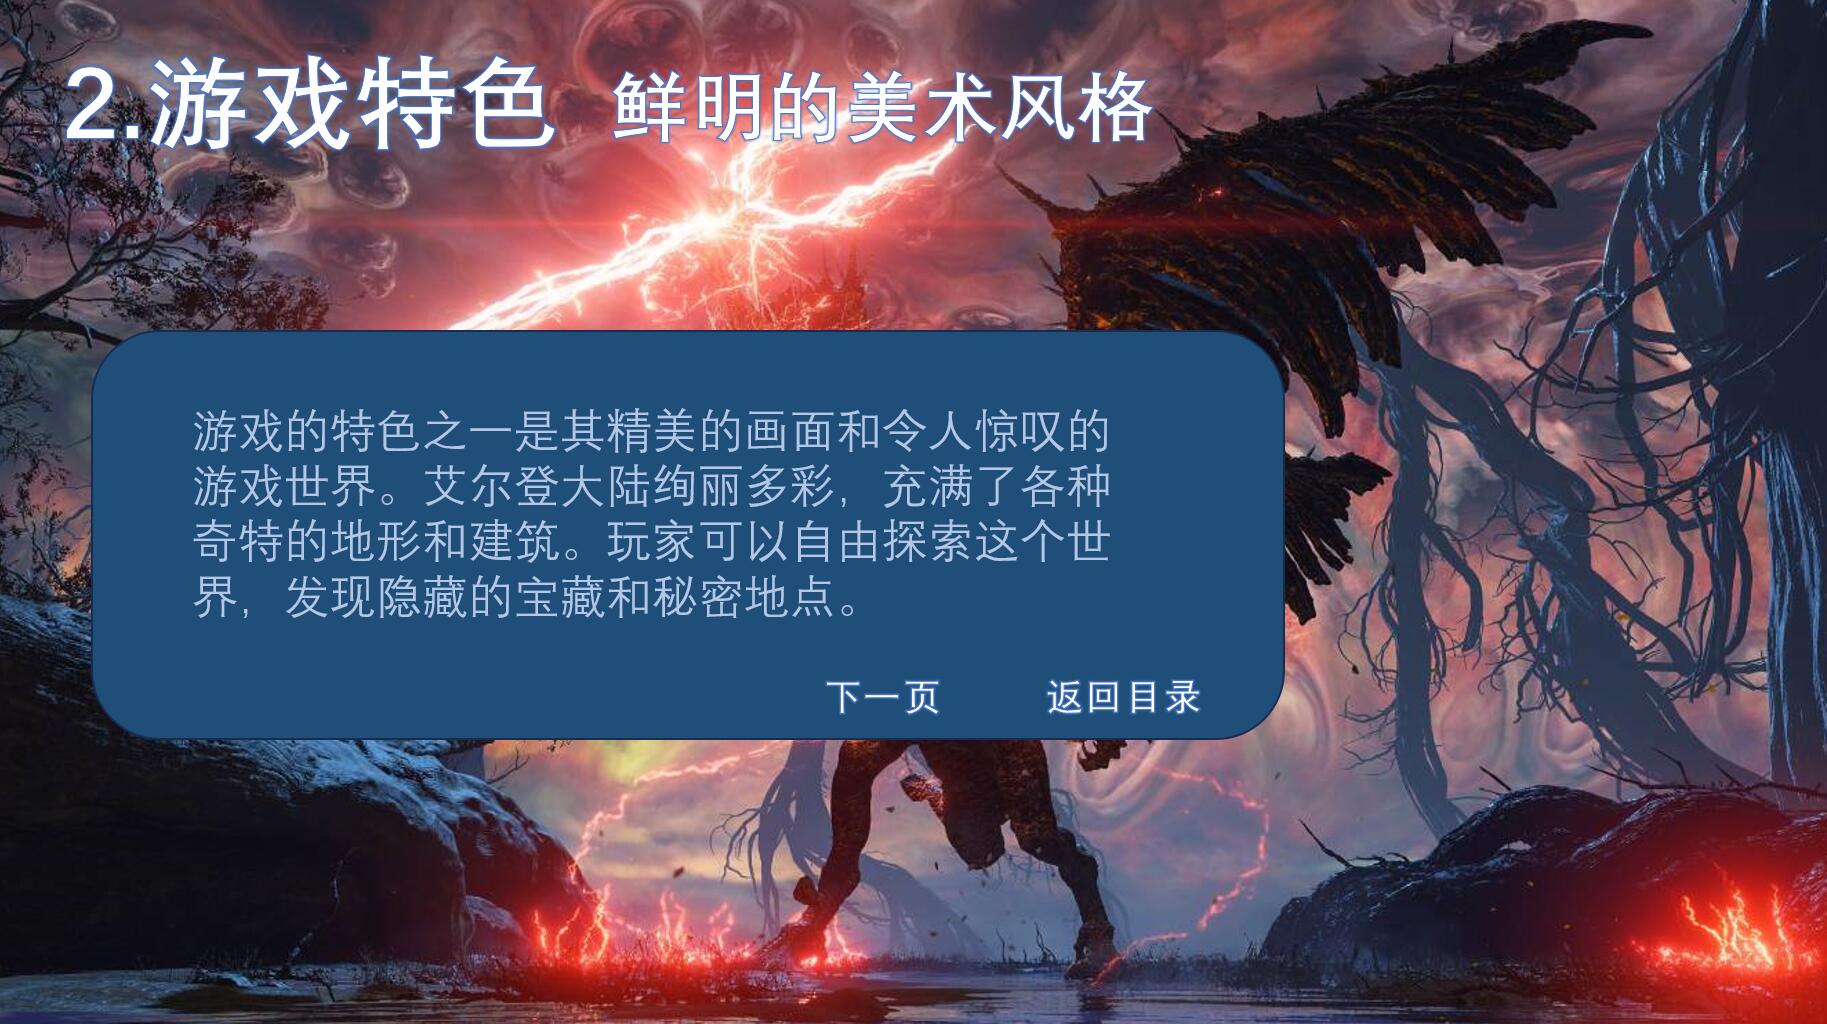 2.游戏特色 鲜明的美术风格
游戏的特色之一是其精美的画面和令人惊叹的
游戏世界。艾尔登大陆绚丽多彩，充满了各种
奇特的地形和建筑。玩家可以自由探索这个世
界，发现隐藏的宝藏和秘密地点。
下一页 返回目录